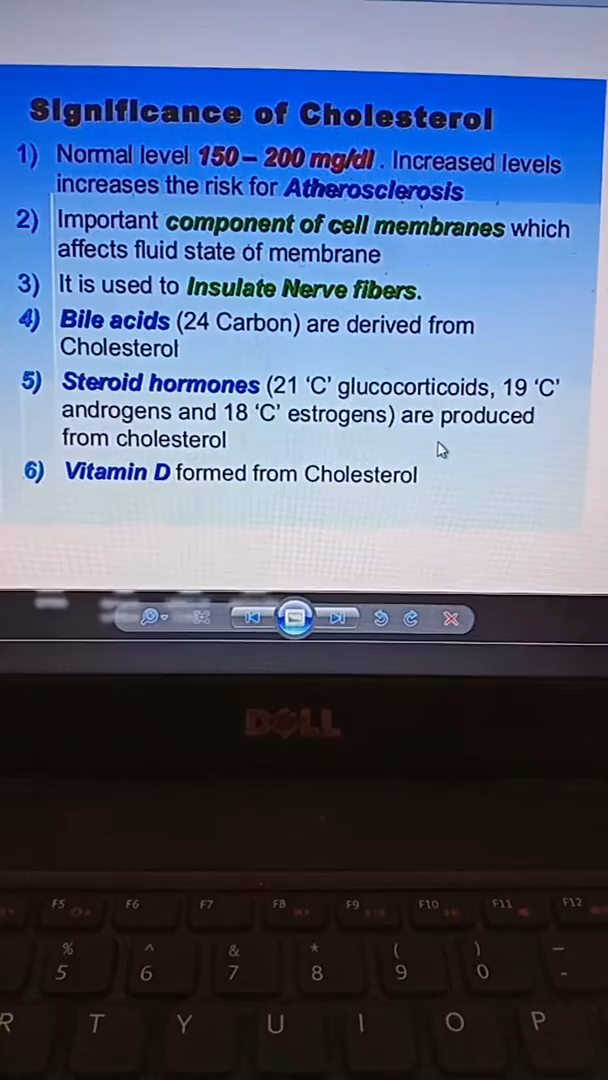 Significance of Cholesterol
1) Normal level 150 – 200 mg/dl . Increased levels
increases the risk for Atherosclerosis
2) Important component of cell membranes which
affects fluid state of membrane
3) It is used to Insulate Nerve fibers.
4) Bile acids (24 Carbon) are derived from
Cholesterol
5) Steroid hormones (21 ‘C’ glucocorticoids, 19 ‘C’
androgens and 18 ‘C’ estrogens) are produced
from cholesterol
6) Vitamin D formed from Cholesterol
DELL
F5 F6 F7 F8 F9 F10 F11 F12
% ^ & * ( ) _
5 6 7 8 9 0 -
R T Y U I O P